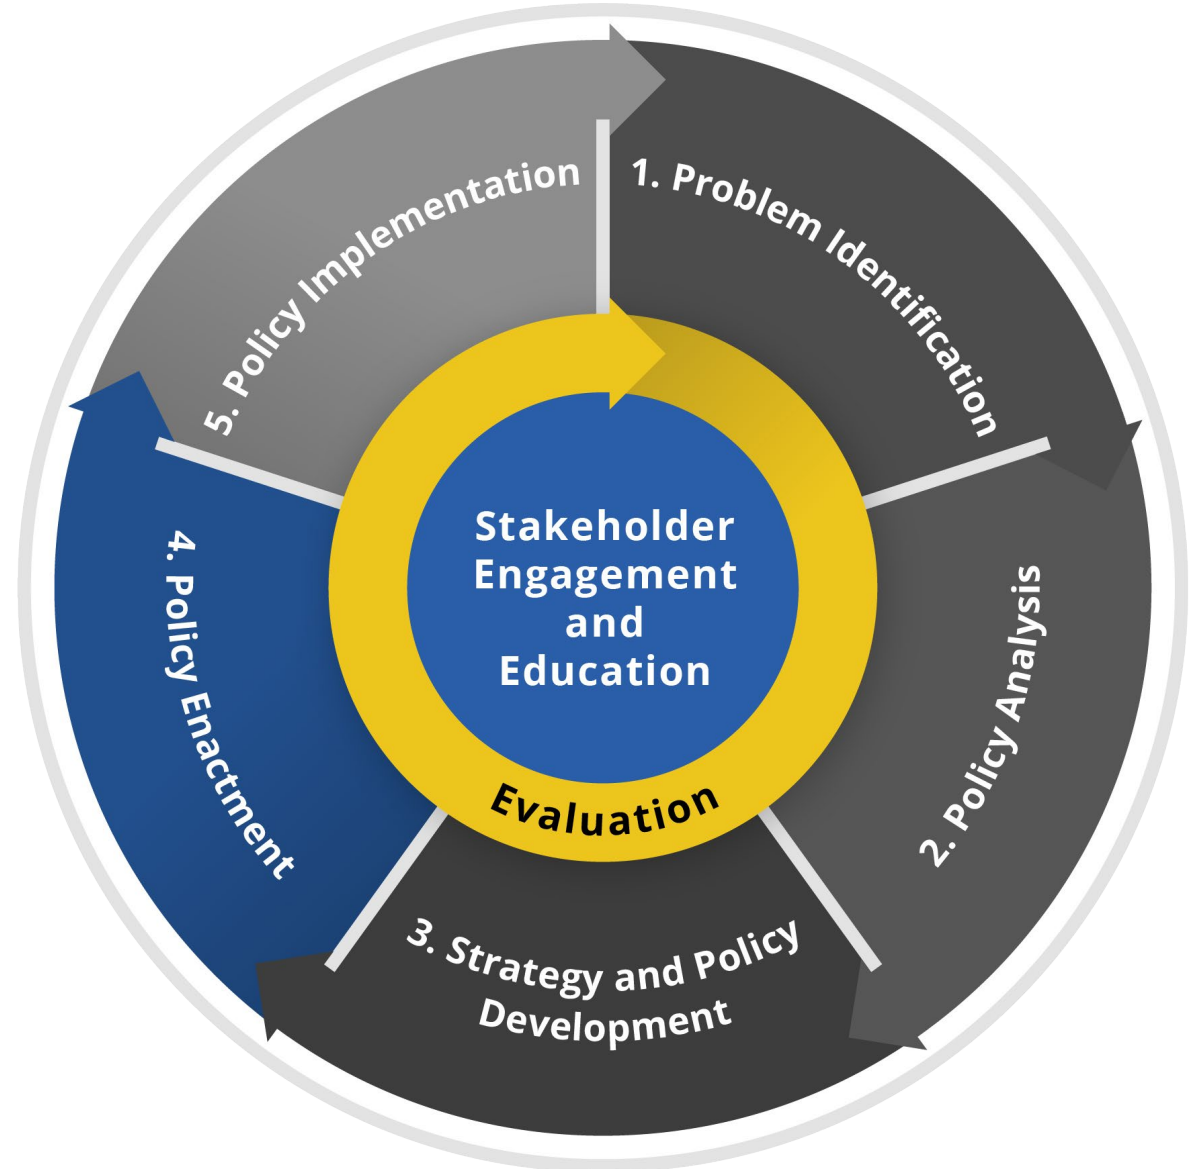 1. Problem Identification
2. Policy Analysis
3. Strategy and Policy
Development
4. Policy Enactment
5. Policy Implementation
Stakeholder
Engagement
and
Education
Evaluation